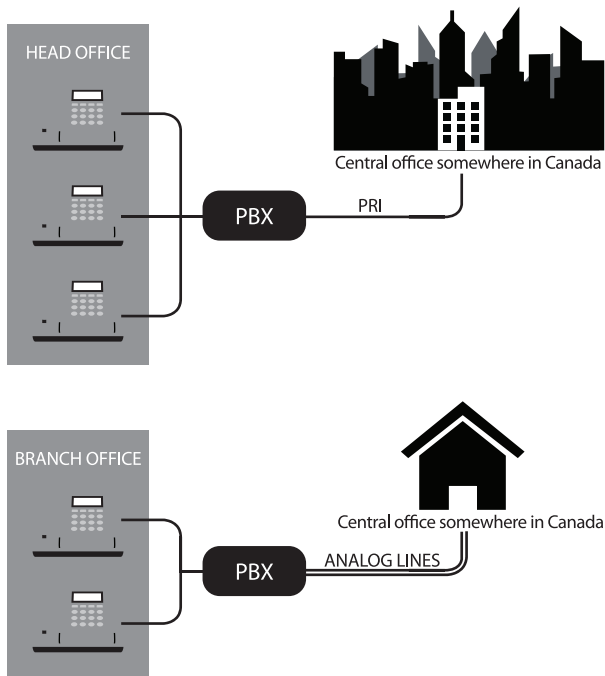 HEAD OFFICE
Central office somewhere in Canada
PBX
PRI
BRANCH OFFICE
Central office somewhere in Canada
PBX
ANALOG LINES